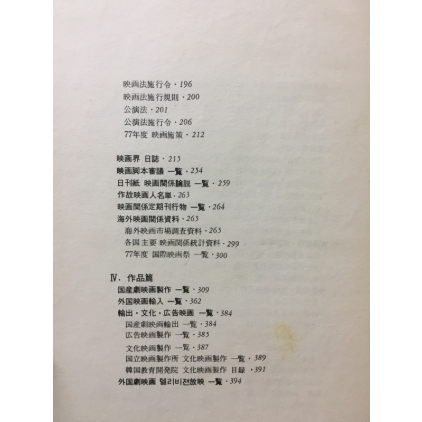 映画法施行令・196
映画法施行規則・200
公演法・201
公演法施行令・206
77年度 映画施策・212
映画界 日誌・215
映画脚本審議 一覧・254
日刊紙 映画関係論説 一覧・259
作故映画人名単・263
映画関係定期刊行物 一覧・264
海外映画関係資料・265
海外映画市場調査資料・265
各国主要 映画関係統計資料・299
77年度 国際映画祭 一覧・300
Ⅳ. 作品篇
国産劇映画製作 一覧・309
外国映画輸入 一覧・362
輸出・文化・広告映画 一覧・384
国産劇映画輸出 一覧・384
広告映画製作 一覧・385
文化映画製作 一覧・387
国立映画製作所 文化映画製作 一覧・389
韓国教育開発院 文化映画製作 目録・391
外国劇映画 텔리비전放映 一覧・394